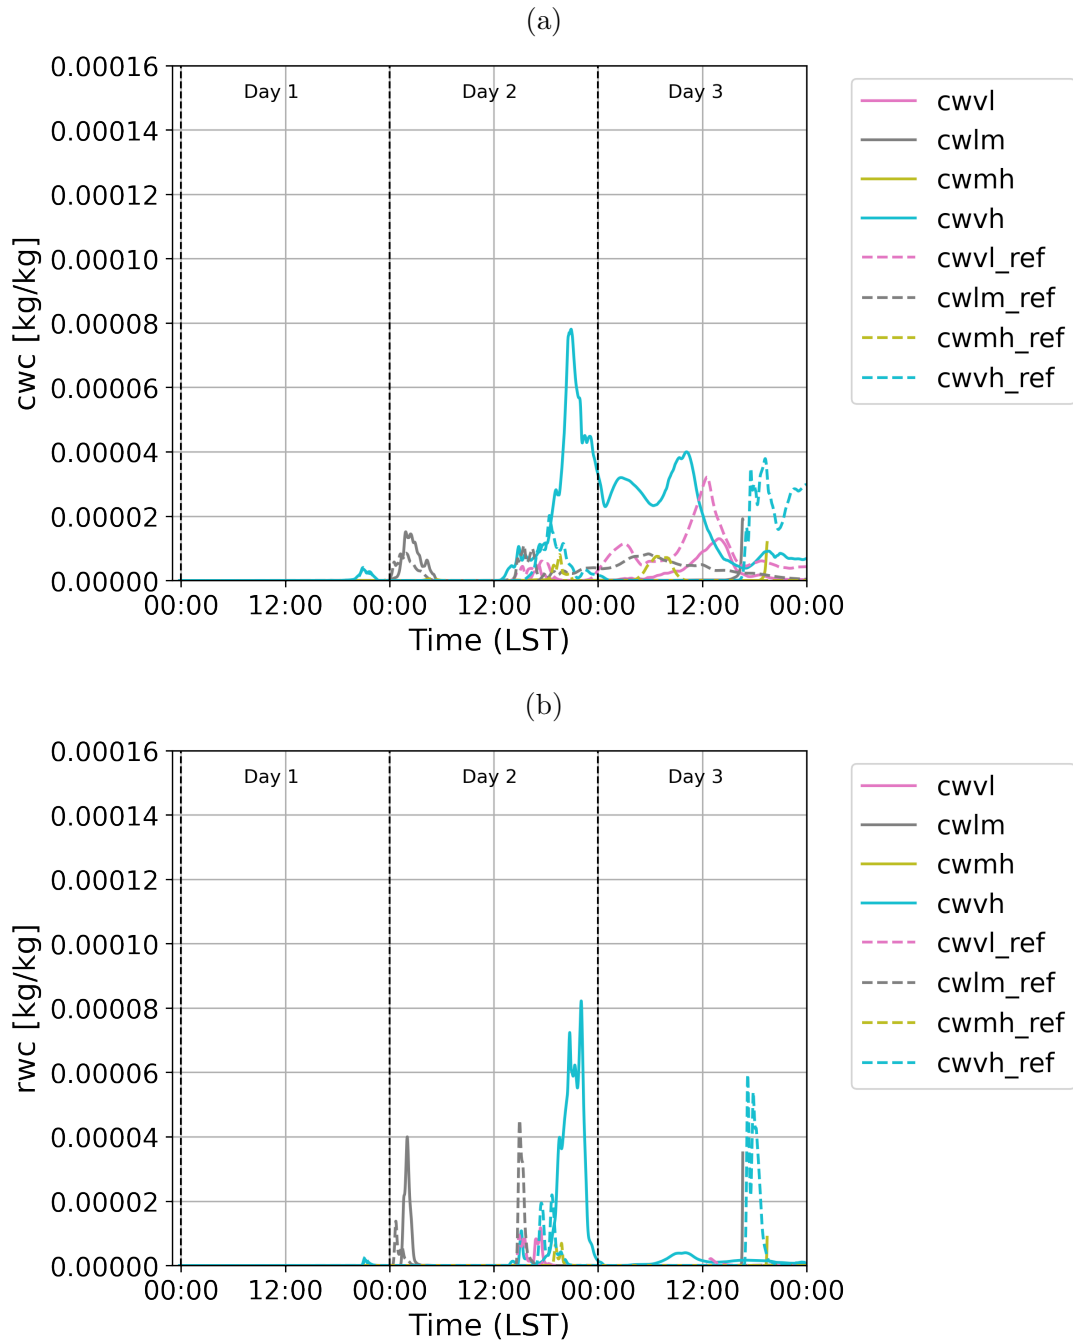 (a)
0.00016
0.00014
0.00012
0.00010
0.00008
0.00006
0.00004
0.00002
0.00000
cwc [kg/kg]
Day 1
Day 2
Day 3
00:00
12:00
00:00
12:00
00:00
12:00
00:00
Time (LST)
cwvl
cwlm
cwmh
cwvh
cwvl_ref
cwlm_ref
cwmh_ref
cwvh_ref
(b)
0.00016
0.00014
0.00012
0.00010
0.00008
0.00006
0.00004
0.00002
0.00000
rwc [kg/kg]
Day 1
Day 2
Day 3
00:00
12:00
00:00
12:00
00:00
12:00
00:00
Time (LST)
cwvl
cwlm
cwmh
cwvh
cwvl_ref
cwlm_ref
cwmh_ref
cwvh_ref